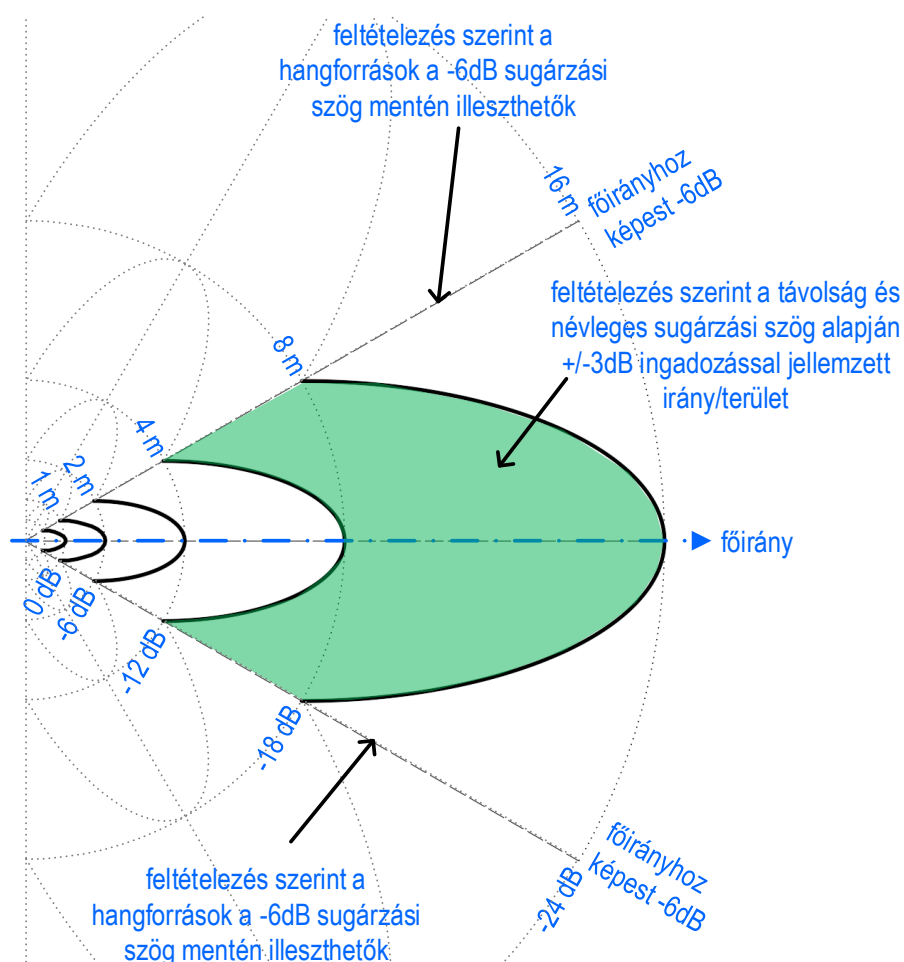 feltételezés szerint a
hangforrások a -6dB sugárzási
szög mentén illeszthetők
16 m
főirányhoz
képest -6dB
feltételezés szerint a távolság és
névleges sugárzási szög alapján
+/-3dB ingadozással jellemzett
irány/terület
8 m
4 m
2 m
1 m
főirány
0 dB
-6 dB
-12 dB
-18 dB
-24 dB
főirányhoz
képest -6dB
feltételezés szerint a
hangforrások a -6dB sugárzási
szög mentén illeszthetők